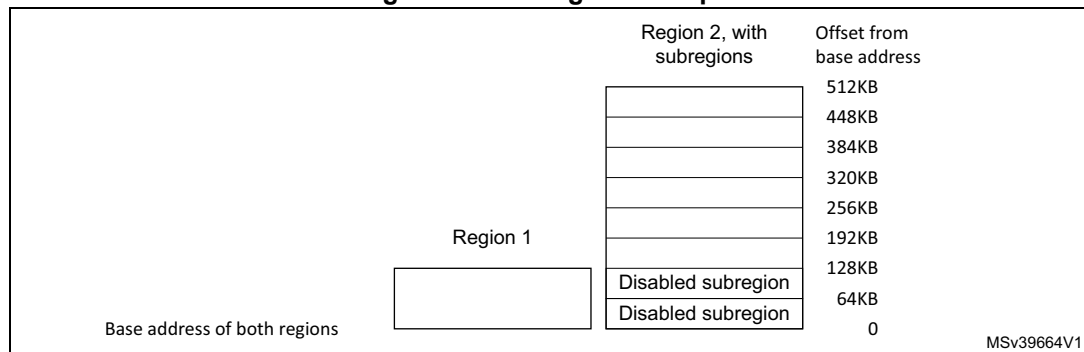 Region 2, with
subregions
Offset from
base address
512KB
448KB
384KB
320KB
256KB
Region 1
192KB
128KB
Disabled subregion
64KB
Disabled subregion
Base address of both regions
0
MSv39664V1